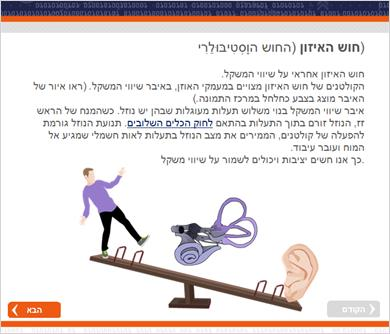 (חוש האיזון (החוש הוֶסְטִיבּוּלָרִי
חוש האיזון אחראי על שיווי המשקל.
הקולטנים של חוש האיזון מצויים במעמקי האוזן, באיבר שיווי המשקל. (ראו איור של
האיבר מוצג בצבע כחלחל במרכז התמונה.)
איבר שיווי המשקל בנוי משלוש תעלות מעוגלות שבהן יש נוזל. כשהמנח של הראש
זז, הנוזל זורם בתוך התעלות בהתאם לחוק הכלים השלובים. תנועת הנוזל גורמת
להפעלה של קולטנים, הממירים את מצב הנוזל בתעלות לאות חשמלי שמגיע אל
המוח ועובר עיבוד.
.כך אנו חשים יציבות ויכולים לשמור על שיווי משקל
הקודם
הבא